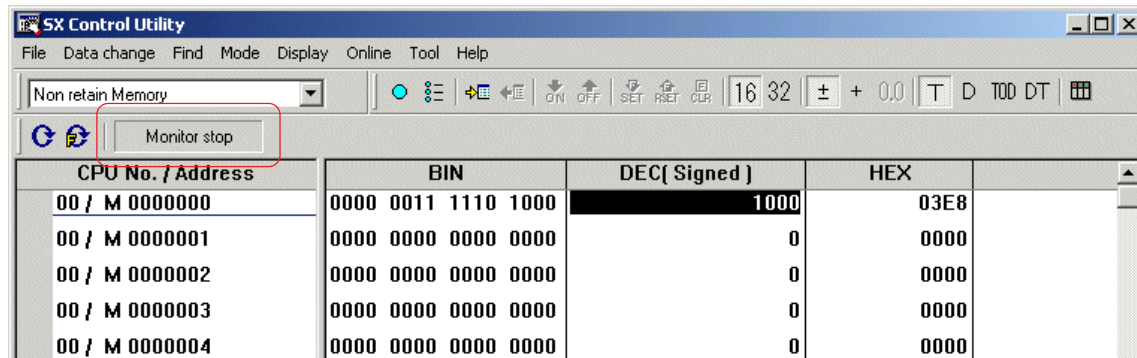 SX Control Utility
File Data change Find Mode Display Online Tool Help
Non retain Memory ON OFF SET RSET CLR 16 32 ± + 0.0 T D TOD DT
F Monitor stop
CPU No. / Address BIN DEC( Signed ) HEX
00 / M 0000000 0000 0011 1110 1000 1000 03E8
00 / M 0000001 0000 0000 0000 0000 0 0000
00 / M 0000002 0000 0000 0000 0000 0 0000
00 / M 0000003 0000 0000 0000 0000 0 0000
00 / M 0000004 0000 0000 0000 0000 0 0000